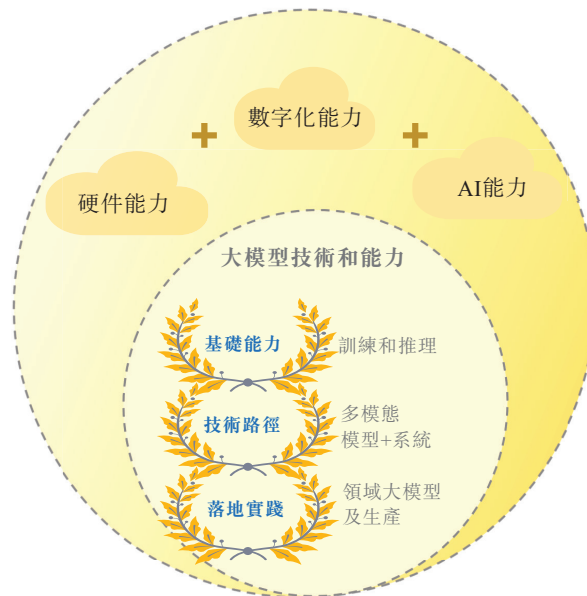 數字化能力
硬件能力
AI能力
大模型技術和能力
基礎能力
訓練和推理
技術路徑
多模態
模型+系統
落地實踐
領域大模型
及生產